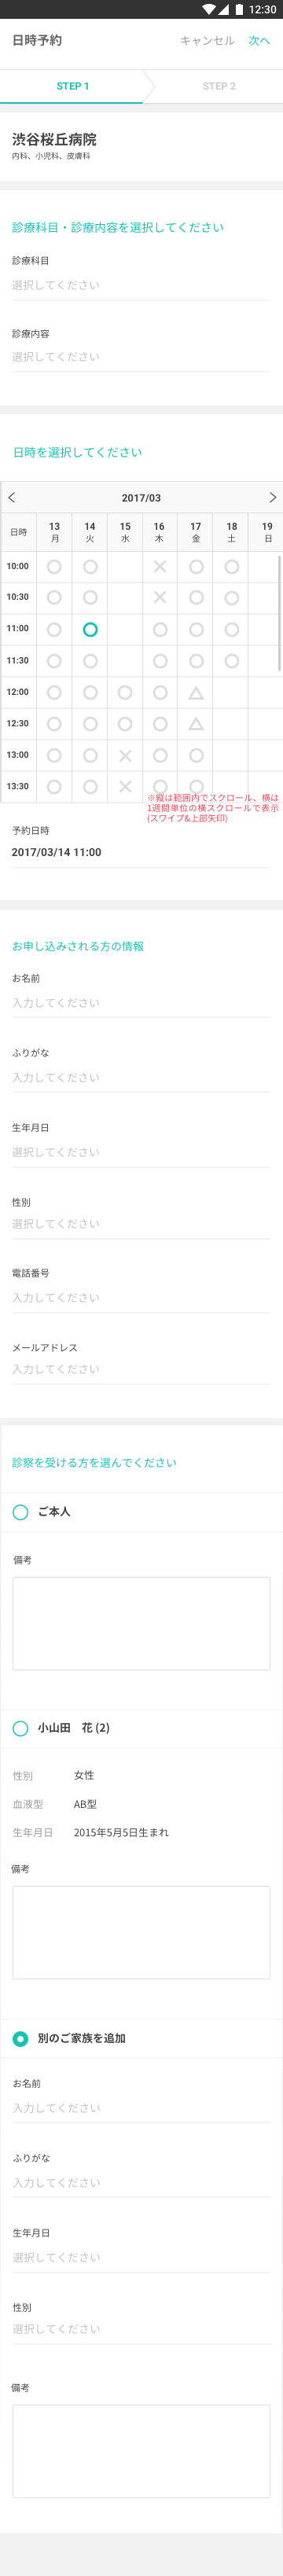 12:30
日時予約 キャンセル 次へ
STEP 1 STEP 2
渋谷桜丘病院
内科、小児科、皮膚科
診療科目・診療内容を選択してください
診療科目
選択してください
診療内容
選択してください
日時を選択してください
2017/03
日時 13 月 14 火 15 水 16 木 17 金 18 土 19 日
10:00
10:30
11:00
11:30
12:00
12:30
13:00
13:30
※縦は範囲内でスクロール、横は
1週間単位の横スクロールで表示
(スワイプ&上部矢印)
予約日時
2017/03/14 11:00
お申し込みされる方の情報
お名前
入力してください
ふりがな
入力してください
生年月日
選択してください
性別
選択してください
電話番号
入力してください
メールアドレス
入力してください
診察を受ける方を選んでください
ご本人
備考
小山田 花 (2)
性別 女性
血液型 AB型
生年月日 2015年5月5日生まれ
備考
別のご家族を追加
お名前
入力してください
ふりがな
入力してください
生年月日
選択してください
性別
選択してください
備考